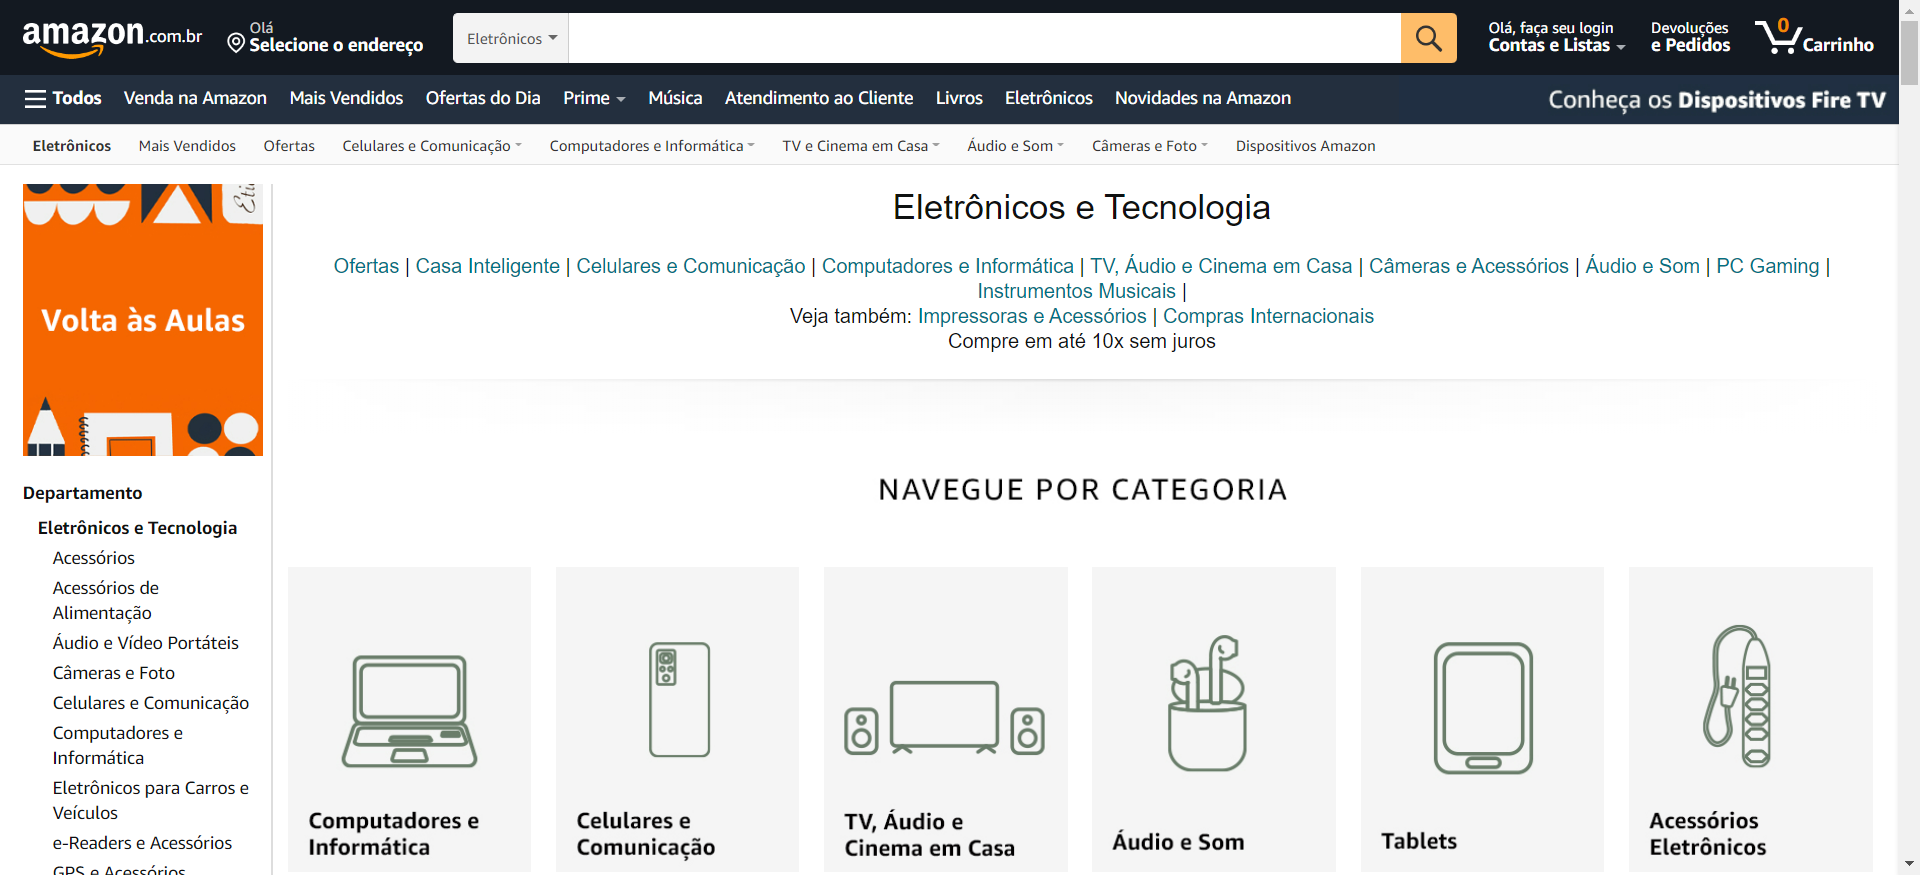 amazon.com.br
Olá
Selecione o endereço
Eletrônicos
Olá, faça seu login
Contas e Listas
Devoluções
e Pedidos
0
Carrinho
Todos
Venda na Amazon
Mais Vendidos
Ofertas do Dia
Prime
Música
Atendimento ao Cliente
Livros
Eletrônicos
Novidades na Amazon
Conheça os Dispositivos Fire TV
Eletrônicos
Mais Vendidos
Ofertas
Celulares e Comunicação
Computadores e Informática
TV e Cinema em Casa
Áudio e Som
Câmeras e Foto
Dispositivos Amazon
Volta às Aulas
Departamento
Eletrônicos e Tecnologia
Acessórios
Acessórios de
Alimentação
Áudio e Vídeo Portáteis
Câmeras e Foto
Celulares e Comunicação
Computadores e
Informática
Eletrônicos para Carros e
Veículos
e-Readers e Acessórios
GPS e Acessórios
Eletrônicos e Tecnologia
Ofertas | Casa Inteligente | Celulares e Comunicação | Computadores e Informática | TV, Áudio e Cinema em Casa | Câmeras e Acessórios | Áudio e Som | PC Gaming |
Instrumentos Musicais |
Veja também: Impressoras e Acessórios | Compras Internacionais
Compre em até 10x sem juros
NAVEGUE POR CATEGORIA
Computadores e
Informática
Celulares e
Comunicação
TV, Áudio e
Cinema em Casa
Áudio e Som
Tablets
Acessórios
Eletrônicos